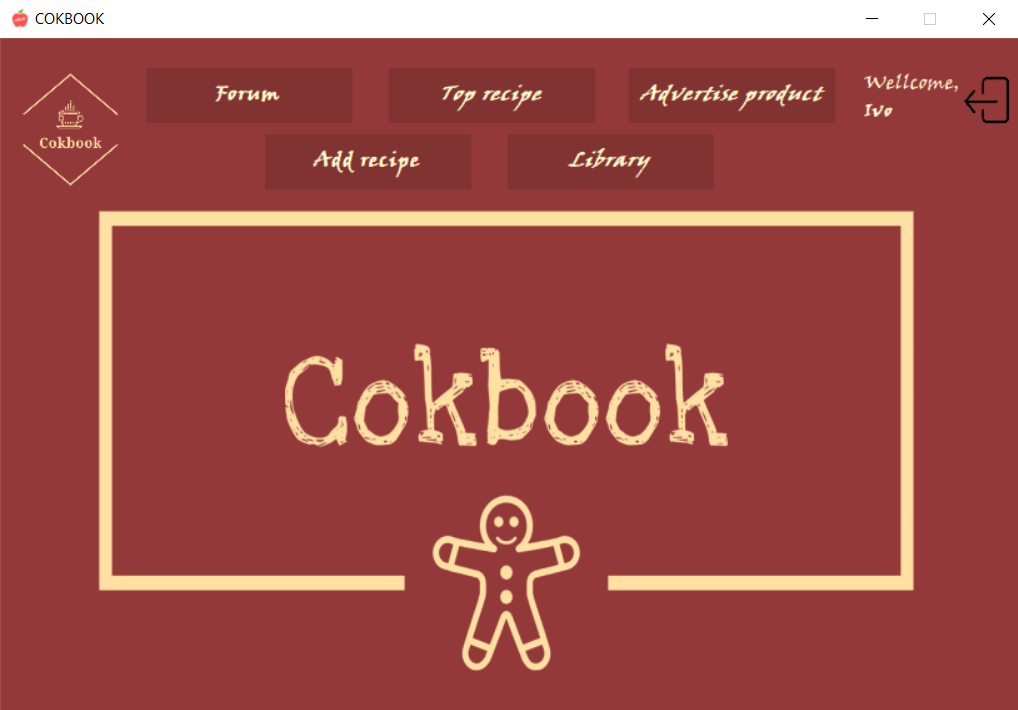 COKBOOK
Forum
Top recipe
Advertise product
Wellcome,
Ivo
Cokbook
Add recipe
Library
Cokbook